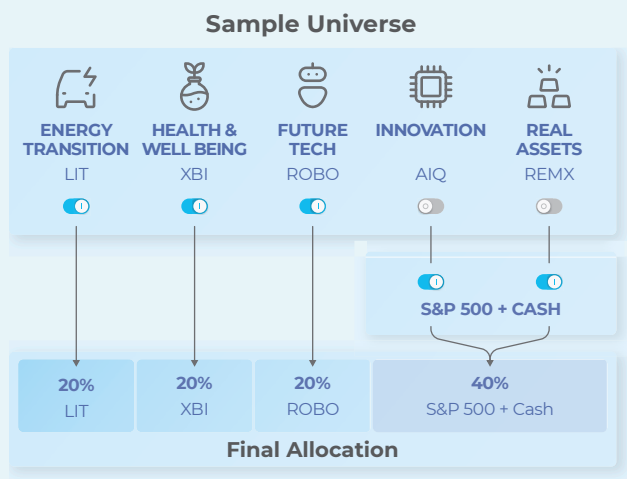 Sample Universe
ENERGY TRANSITION
LIT
HEALTH & WELL BEING
XBI
FUTURE TECH
ROBO
INNOVATION
AIQ
REAL ASSETS
REMX
S&P 500 + CASH
20%
LIT
20%
XBI
20%
ROBO
40%
S&P 500 + Cash
Final Allocation